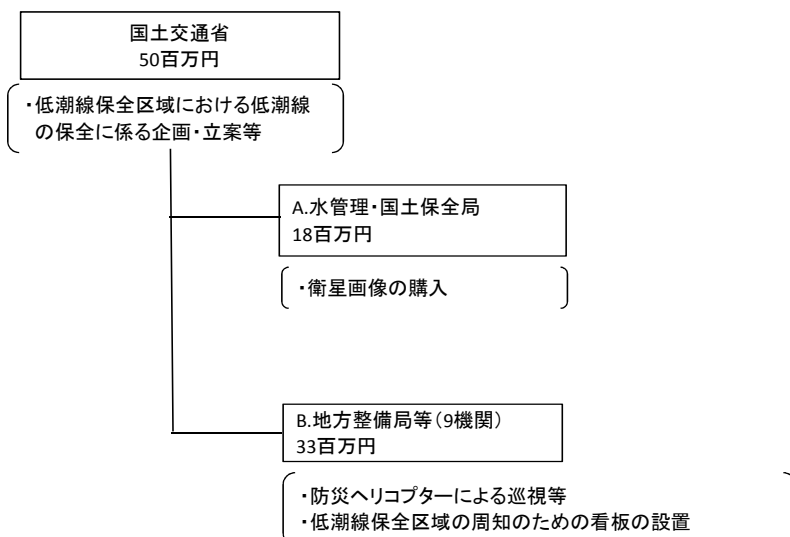 国土交通省
50百万円
・低潮線保全区域における低潮線
の保全に係る企画・立案等
A.水管理・国土保全局
18百万円
・衛星画像の購入
B.地方整備局等（9機関）
33百万円
・防災ヘリコプターによる巡視等
・低潮線保全区域の周知のための看板の設置